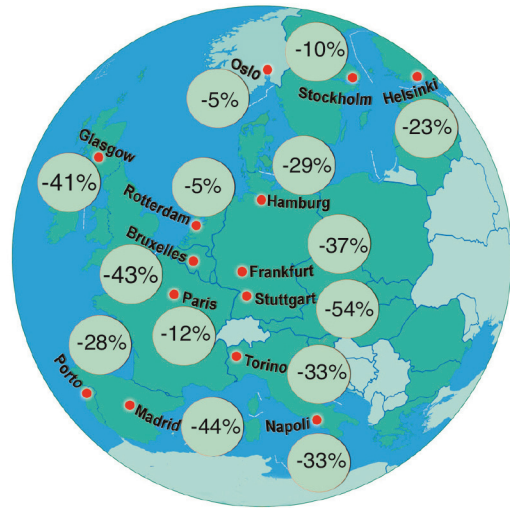 -10%
Oslo
Stockholm
Helsinki
-5%
-23%
Glasgow
-41%
-29%
-5%
Hamburg
Rotterdam
-37%
Bruxelles
Frankfurt
-43%
Paris
Stuttgart
-54%
-12%
-28%
Torino
-33%
Porto
Madrid
-44%
Napoli
-33%